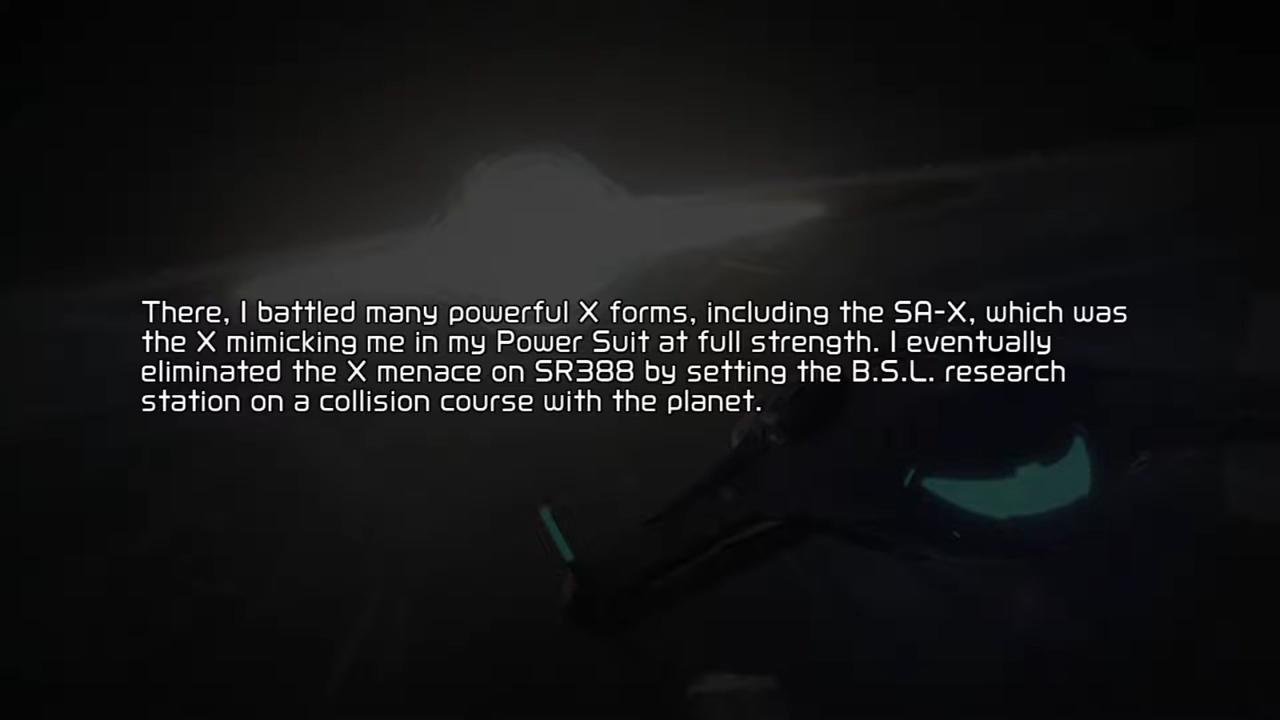 There, I battled many powerful X forms, including the SA-X, which was
the X mimicking me in my Power Suit at full strength. I eventually
eliminated the X menace on SR388 by setting the B.S.L. research
station on a collision course with the planet.